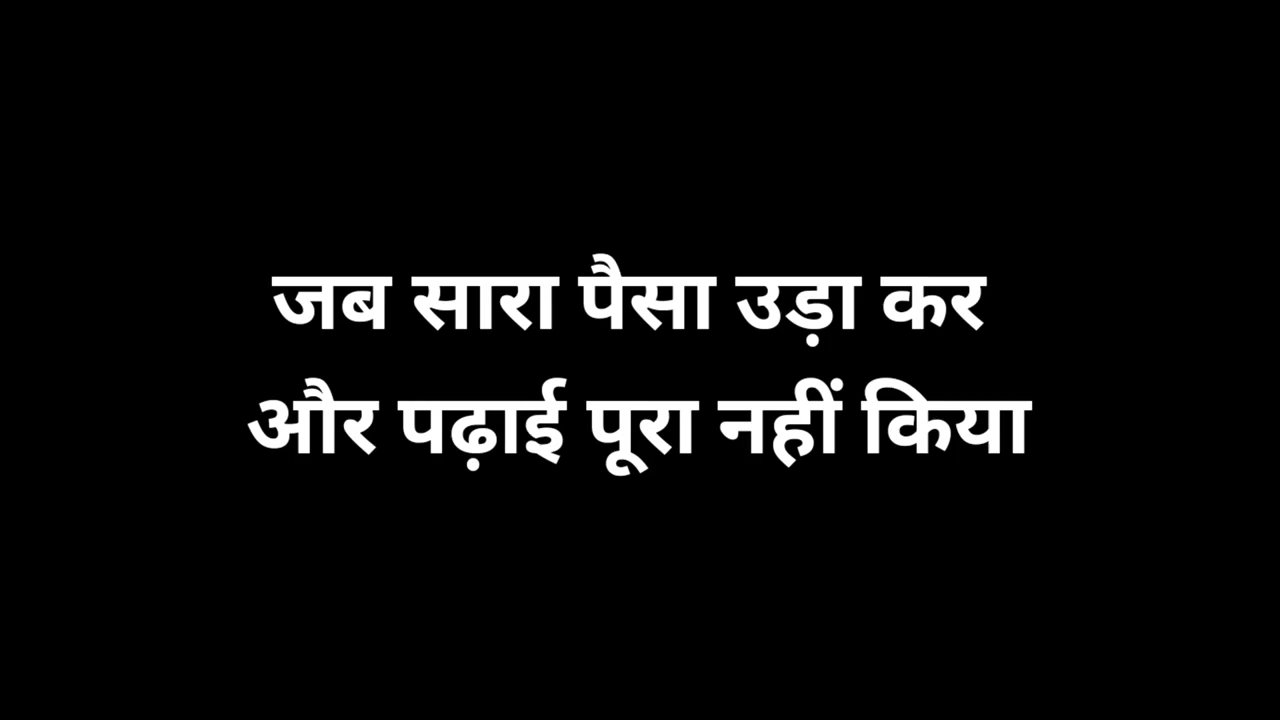 जब सारा पैसा उड़ा कर
और पढ़ाई पूरा नहीं किया